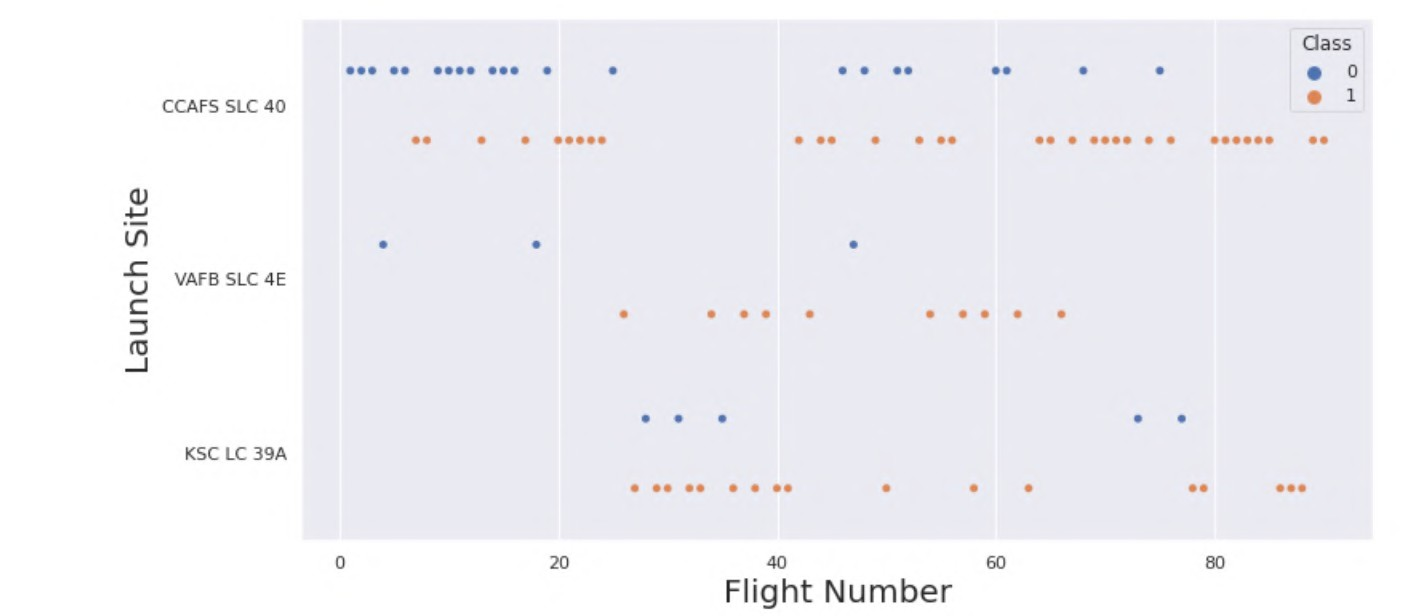 Class
0
1
CCAFS SLC 40
VAFB SLC 4E
KSC LC 39A
Launch Site
0 20 40 60 80
Flight Number